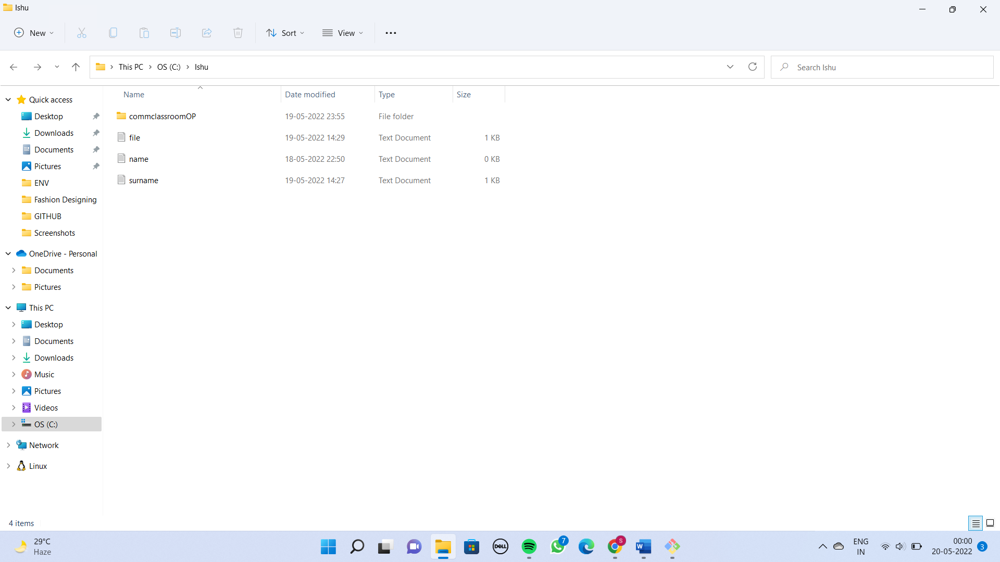 Ishu
New
Sort
View
This PC
OS (C:)
Ishu
Search Ishu
Name
Date modified
Type
Size
commclassroomOP 19-05-2022 23:55 File folder
file 19-05-2022 14:29 Text Document 1 KB
name 18-05-2022 22:50 Text Document 0 KB
surname 19-05-2022 14:27 Text Document 1 KB
Quick access
Desktop
Downloads
Documents
Pictures
ENV
Fashion Designing
GITHUB
Screenshots
OneDrive - Personal
Documents
Pictures
This PC
Desktop
Documents
Downloads
Music
Pictures
Videos
OS (C:)
Network
Linux
4 items
29°C
Haze
DELL
7
S
W
ENG
IN
00:00
20-05-2022
3